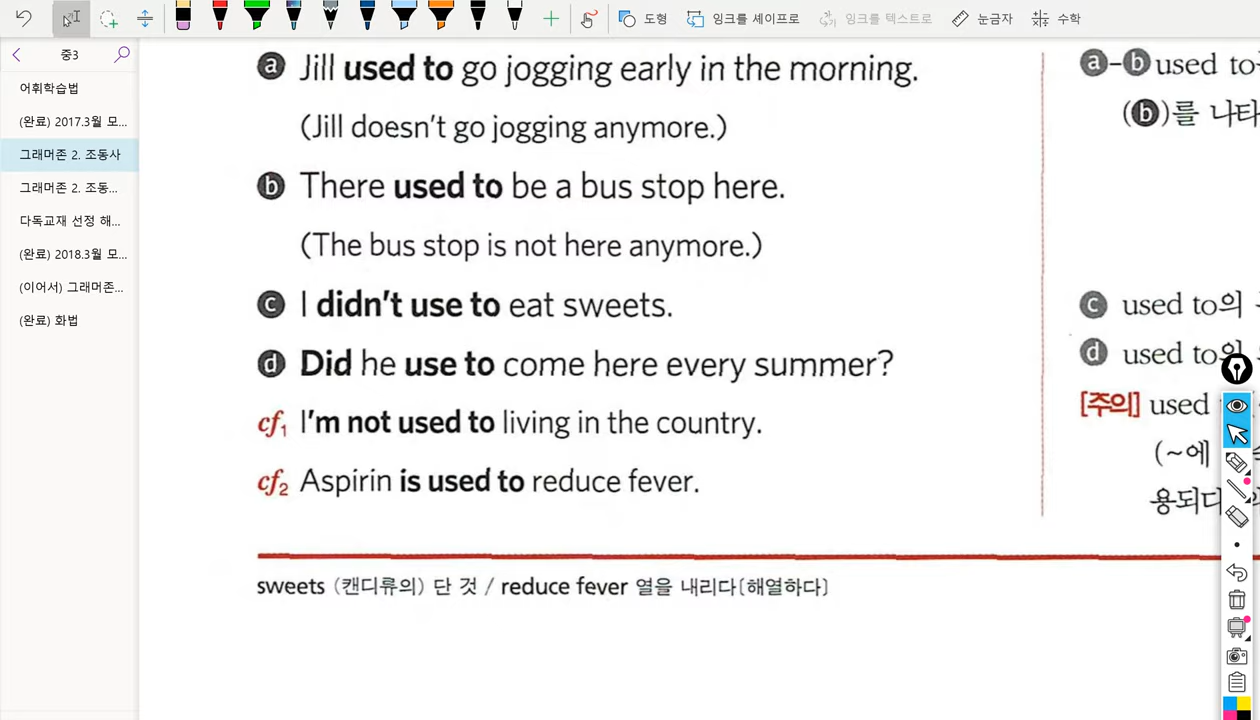 도형
잉크를 셰이프로
잉크를 텍스트로
눈금자
수학
중3
어휘학습법
(완료) 2017.3월 모...
그래머존 2. 조동사
그래머존 2. 조동...
다독교재 선정 해...
(완료) 2018.3월 모...
(이어서) 그래머존...
(완료) 화법
a Jill used to go jogging early in the morning.
(Jill doesn't go jogging anymore.)
b There used to be a bus stop here.
(The bus stop is not here anymore.)
c I didn't use to eat sweets.
d Did he use to come here every summer?
cf1 I'm not used to living in the country.
cf2 Aspirin is used to reduce fever.
sweets (캔디류의) 단 것 / reduce fever 열을 내리다[해열하다]
a-b used to
(b)를 나타
c used to의
d used to의
[주의] used
(~에
용되다